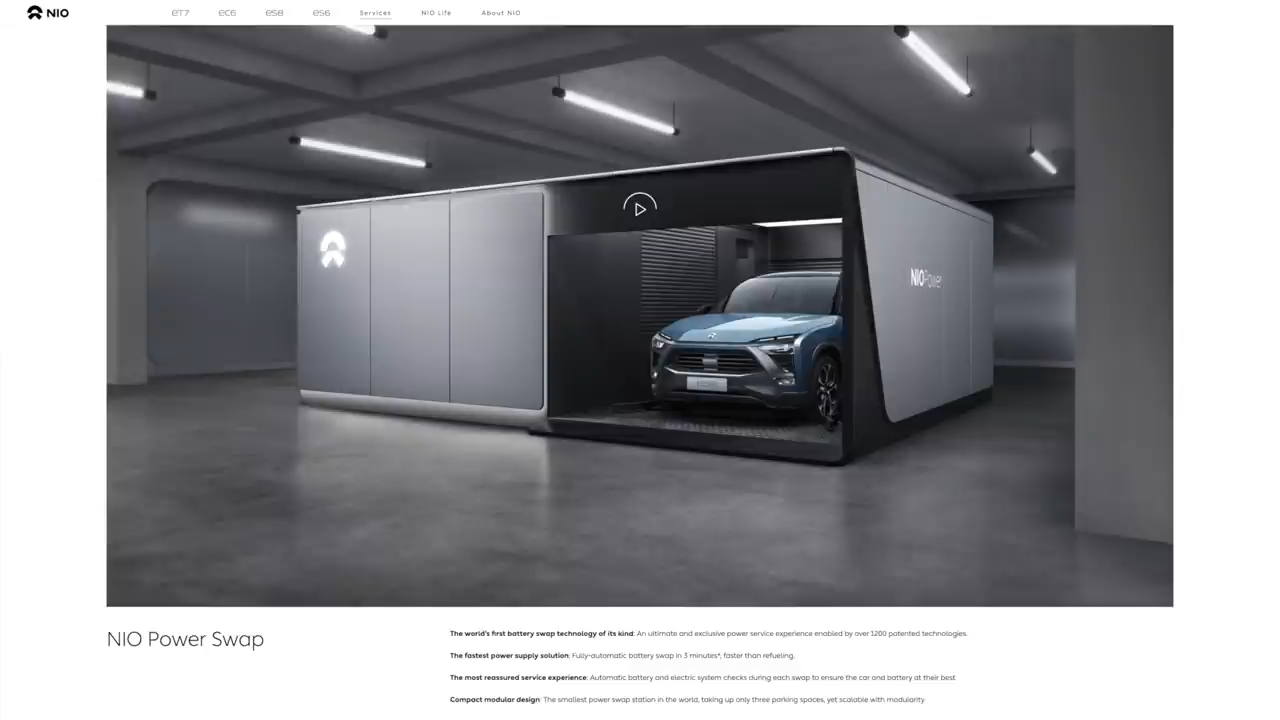 NIO
ET7 EC6 ES8 ES6 Services NIO Life About NIO
NIO Power
NIO Power Swap
The world's first battery swap technology of its kind: An ultimate and exclusive power service experience enabled by over 1200 patented technologies.
The fastest power supply solution: Fully-automatic battery swap in 3 minutes*, faster than refueling.
The most reassured service experience: Automatic battery and electric system checks during each swap to ensure the car and battery at their best
Compact modular design: The smallest power swap station in the world, taking up only three parking spaces, yet scalable with modularity